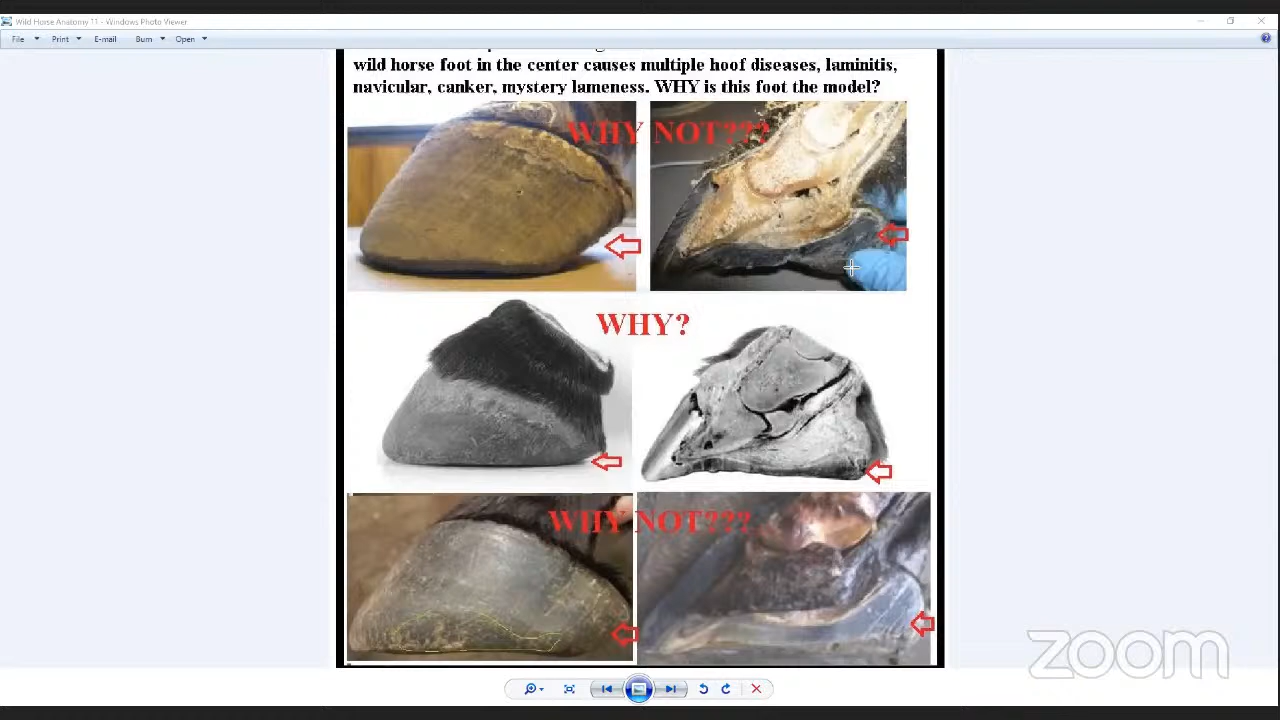 Wild Horse Anatomy 11 - Windows Photo Viewer
File Print E-mail Burn Open
wild horse foot in the center causes multiple hoof diseases, laminitis,
navicular, canker, mystery lameness. WHY is this foot the model?
WHY NOT???
WHY?
WHY NOT???
zoom